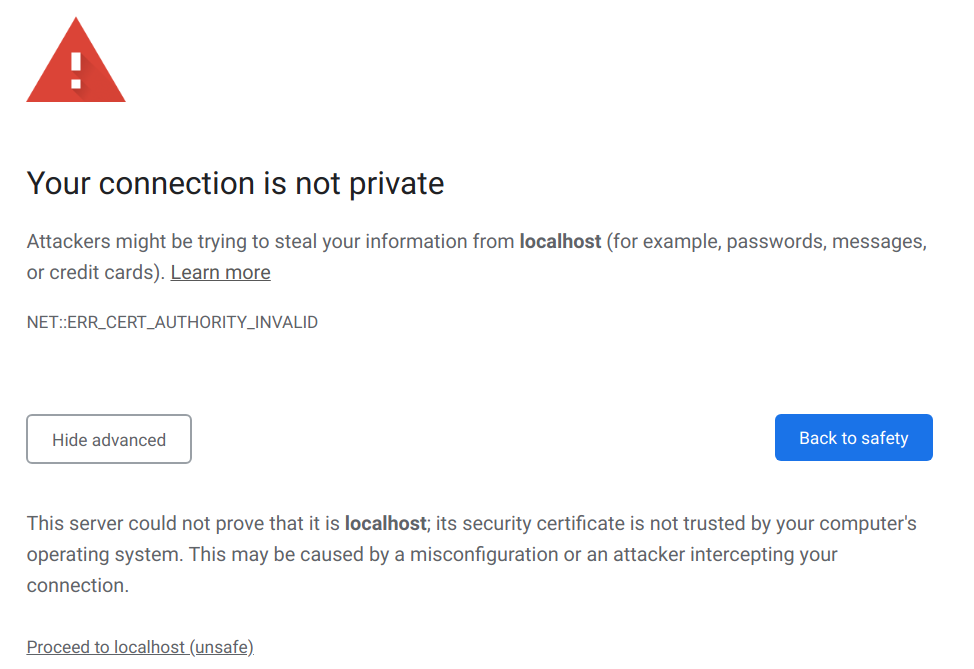 Your connection is not private
Attackers might be trying to steal your information from localhost (for example, passwords, messages,
or credit cards). Learn more
NET::ERR_CERT_AUTHORITY_INVALID
Hide advanced
Back to safety
This server could not prove that it is localhost; its security certificate is not trusted by your computer's
operating system. This may be caused by a misconfiguration or an attacker intercepting your
connection.
Proceed to localhost (unsafe)